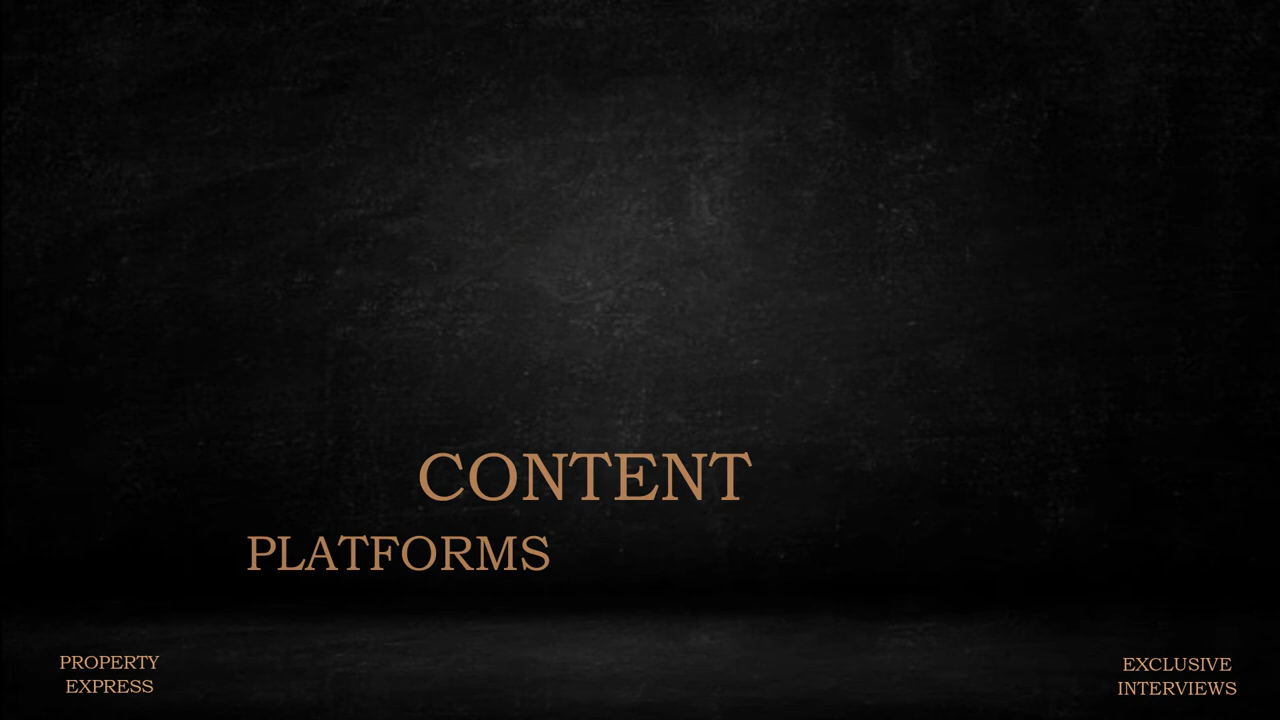 CONTENT
PLATFORMS
PROPERTY
EXPRESS
EXCLUSIVE
INTERVIEWS